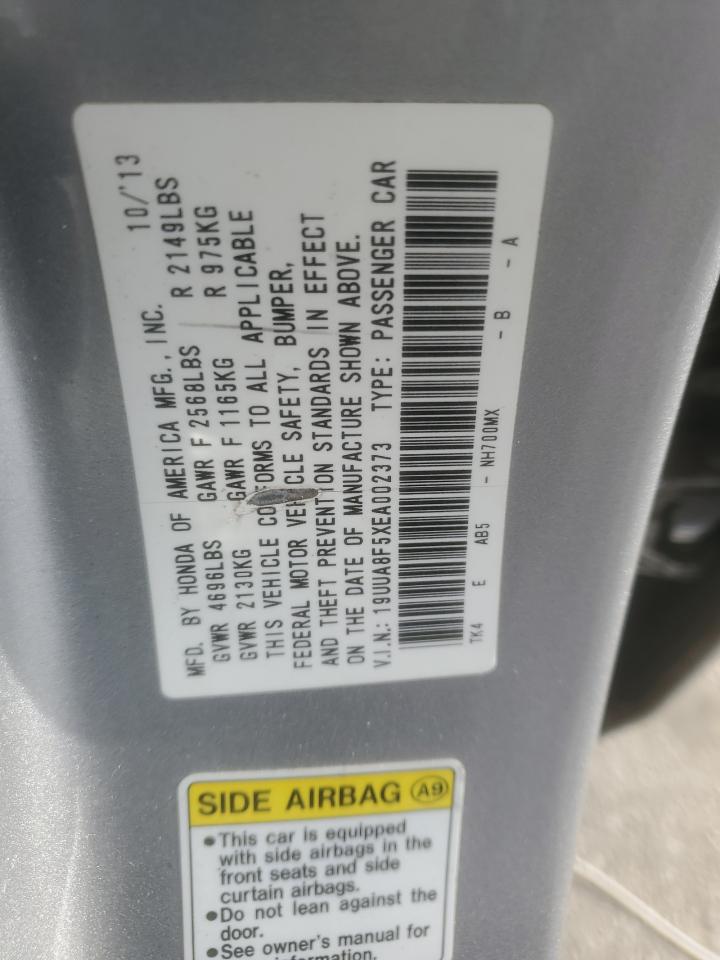 MFD. BY HONDA OF AMERICA MFG., INC. 10/'13
GVWR 4696LBS GAWR F 2568LBS R 2149LBS
GVWR 2130KG GAWR F 1165KG R 975KG
THIS VEHICLE CONFORMS TO ALL APPLICABLE
FEDERAL MOTOR VEHICLE SAFETY, BUMPER,
AND THEFT PREVENTION STANDARDS IN EFFECT
ON THE DATE OF MANUFACTURE SHOWN ABOVE.
V.I.N.: 19UUA8F5XEA002373 TYPE: PASSENGER CAR
TK4 E AB5 - NH700MX - B - A
SIDE AIRBAG A9
•This car is equipped
with side airbags in the
front seats and side
curtain airbags.
•Do not lean against the
door.
•See owner's manual for
information.